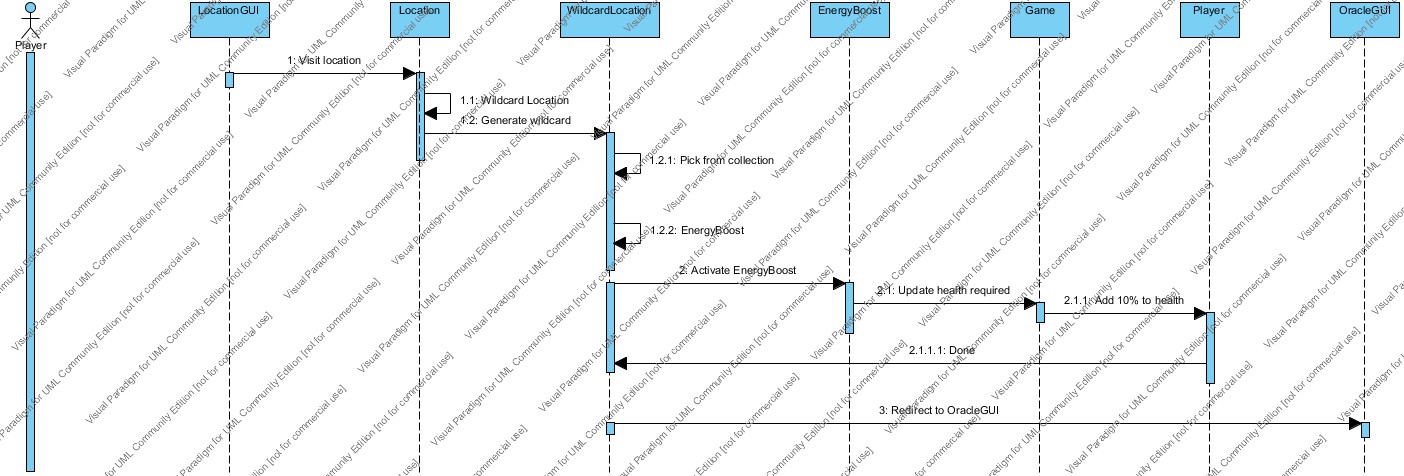 LocationGUI
Location
WildcardLocation
EnergyBoost
Game
Player
OracleGUI
Player
1: Visit location
1.1: Wildcard Location
1.2: Generate wildcard
1.2.1: Pick from collection
1.2.2: EnergyBoost
2: Activate EnergyBoost
2.1: Update health required
2.1.1: Add 10% to health
2.1.1.1: Done
3: Redirect to OracleGUI
Visual Paradigm for UML Community Edition [not for commercial use]